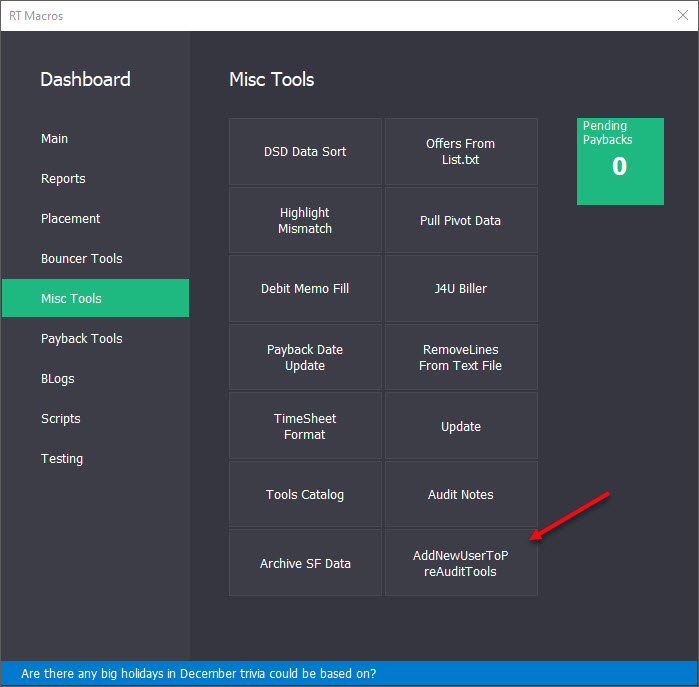 RT Macros
Dashboard
Main
Reports
Placement
Bouncer Tools
Misc Tools
Payback Tools
BLogs
Scripts
Testing
Misc Tools
DSD Data Sort
Offers From
List.txt
Highlight
Mismatch
Pull Pivot Data
Debit Memo Fill
J4U Biller
Payback Date
Update
RemoveLines
From Text File
TimeSheet
Format
Update
Tools Catalog
Audit Notes
Archive SF Data
AddNewUserToP
reAuditTools
Pending
Paybacks
0
Are there any big holidays in December trivia could be based on?